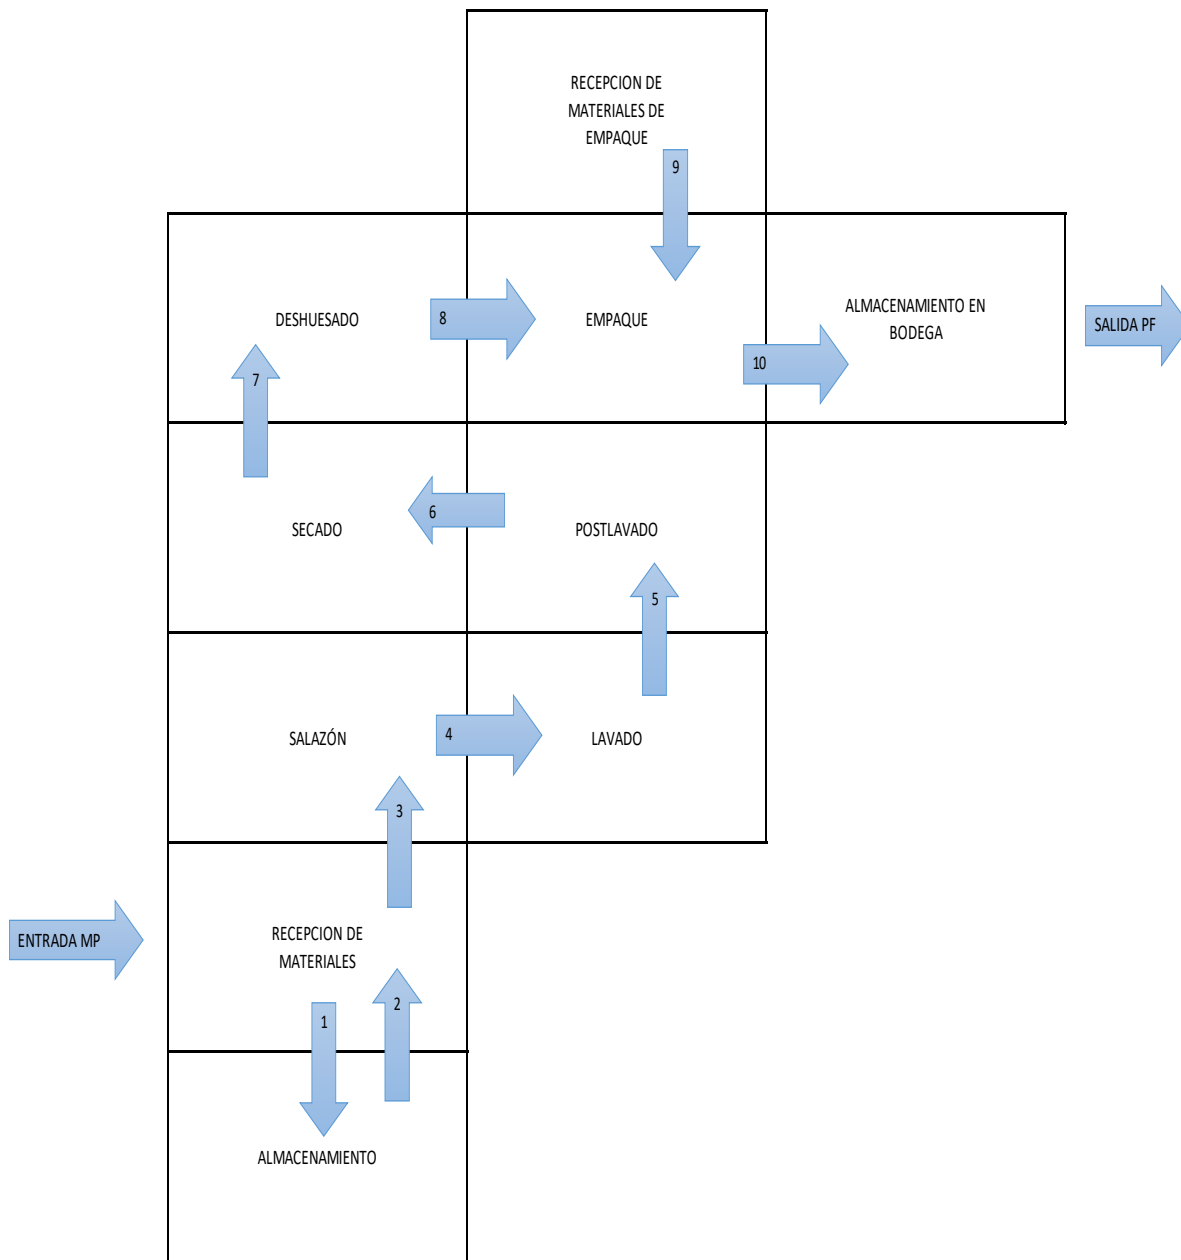 RECEPCION DE
MATERIALES DE
EMPAQUE
9
DESHUESADO
8
EMPAQUE
ALMACENAMIENTO EN
BODEGA
SALIDA PF
10
7
6
SECADO
POSTLAVADO
5
SALAZÓN
4
LAVADO
3
ENTRADA MP
RECEPCION DE
MATERIALES
2
1
ALMACENAMIENTO